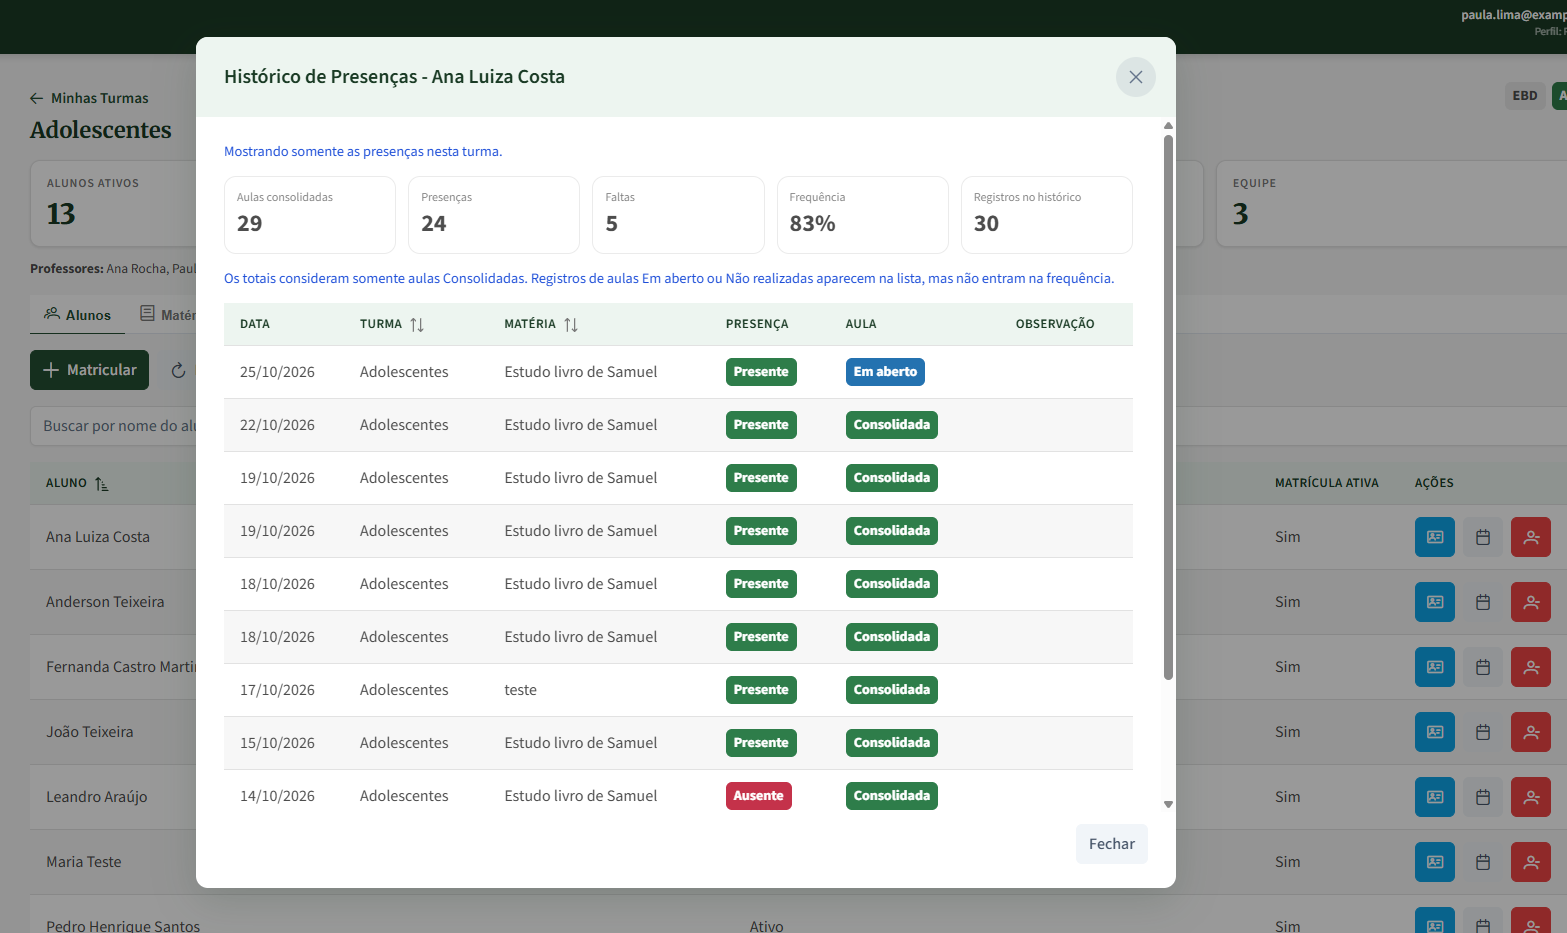 paula.lima@examp
Perfil:
Minhas Turmas
Adolescentes
EBD
ALUNOS ATIVOS
13
EQUIPE
3
Professores: Ana Rocha,
Alunos
Matricular
Buscar por nome do
ALUNO
MATRÍCULA ATIVA
AÇÕES
Ana Luiza Costa
Sim
Anderson Teixeira
Sim
Fernanda Castro
Sim
João Teixeira
Sim
Leandro Araújo
Sim
Maria Teste
Sim
Pedro Henrique Santos
Ativo
Sim
Histórico de Presenças - Ana Luiza Costa
Mostrando somente as presenças nesta turma.
Aulas consolidadas
29
Presenças
24
Faltas
5
Frequência
83%
Registros no histórico
30
Os totais consideram somente aulas Consolidadas. Registros de aulas Em aberto ou Não realizadas aparecem na lista, mas não entram na frequência.
DATA TURMA MATÉRIA PRESENÇA AULA OBSERVAÇÃO
25/10/2026 Adolescentes Estudo livro de Samuel Presente Em aberto
22/10/2026 Adolescentes Estudo livro de Samuel Presente Consolidada
19/10/2026 Adolescentes Estudo livro de Samuel Presente Consolidada
19/10/2026 Adolescentes Estudo livro de Samuel Presente Consolidada
18/10/2026 Adolescentes Estudo livro de Samuel Presente Consolidada
18/10/2026 Adolescentes Estudo livro de Samuel Presente Consolidada
17/10/2026 Adolescentes teste Presente Consolidada
15/10/2026 Adolescentes Estudo livro de Samuel Presente Consolidada
14/10/2026 Adolescentes Estudo livro de Samuel Ausente Consolidada
Fechar